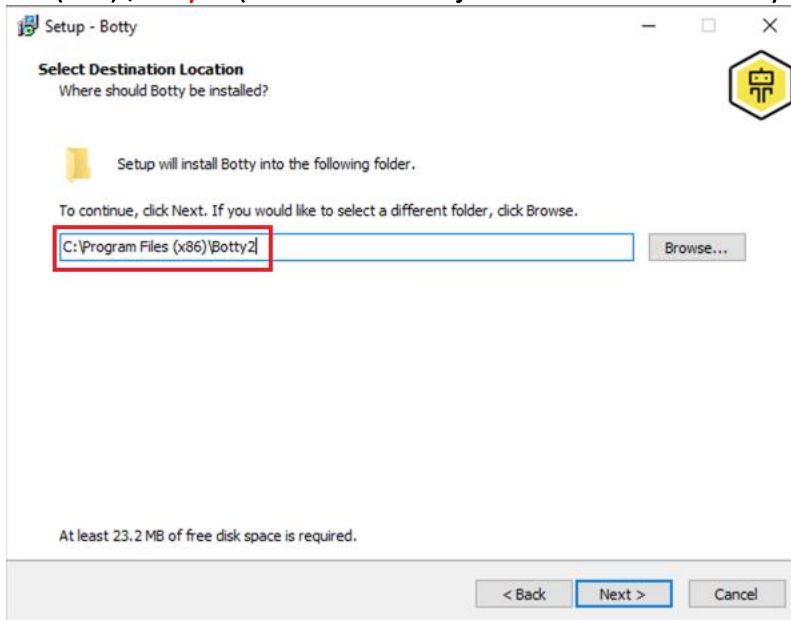 Setup - Botty
Select Destination Location
Where should Botty be installed?
Setup will install Botty into the following folder.
To continue, click Next. If you would like to select a different folder, click Browse.
C:\Program Files (x86)\Botty2
Browse...
At least 23.2 MB of free disk space is required.
< Back Next > Cancel